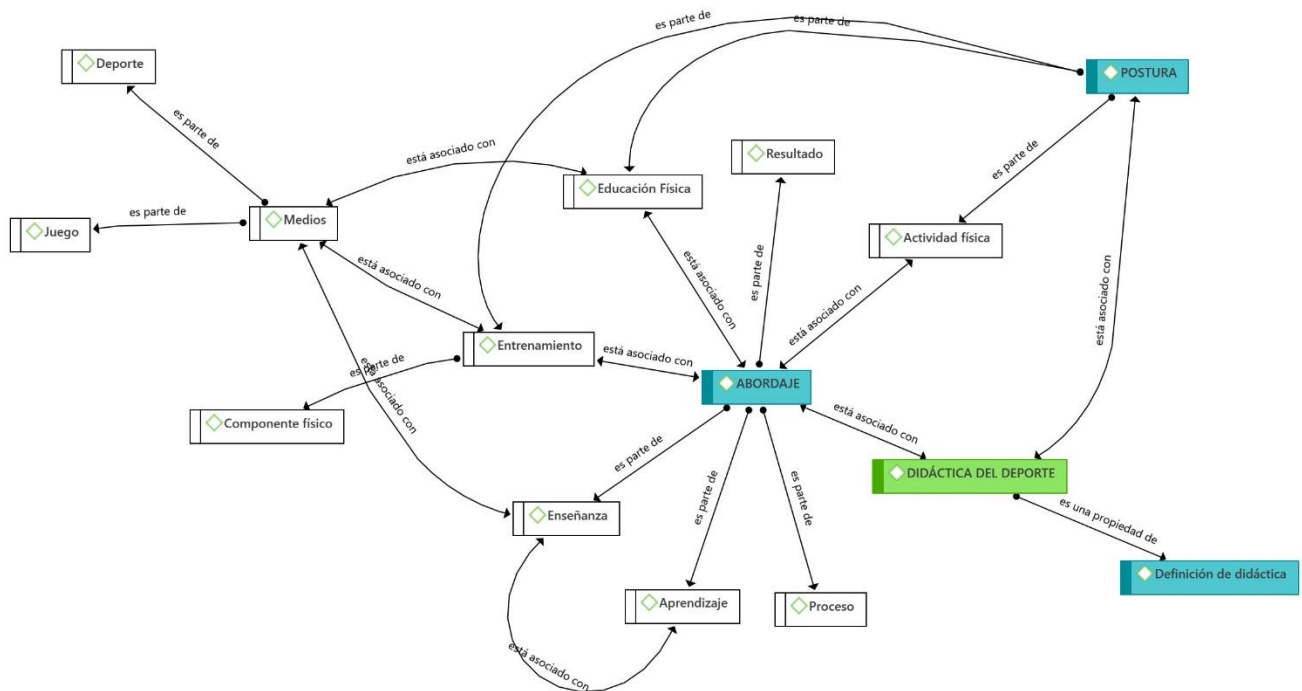 es parte de
es parte de
Deporte
POSTURA
es parte de
está asociado con
Resultado
es parte de
Educación Física
es parte de
Medios
Juego
Actividad física
está asociado con
está asociado con
es parte de
está asociado con
está asociado con
Entrenamiento
está asociado con
es parte de
está asociado con
ABORDAJE
Componente físico
está asociado con
es parte de
DIDÁCTICA DEL DEPORTE
es parte de
es parte de
Enseñanza
es una propiedad de
Definición de didáctica
Aprendizaje
Proceso
está asociado con